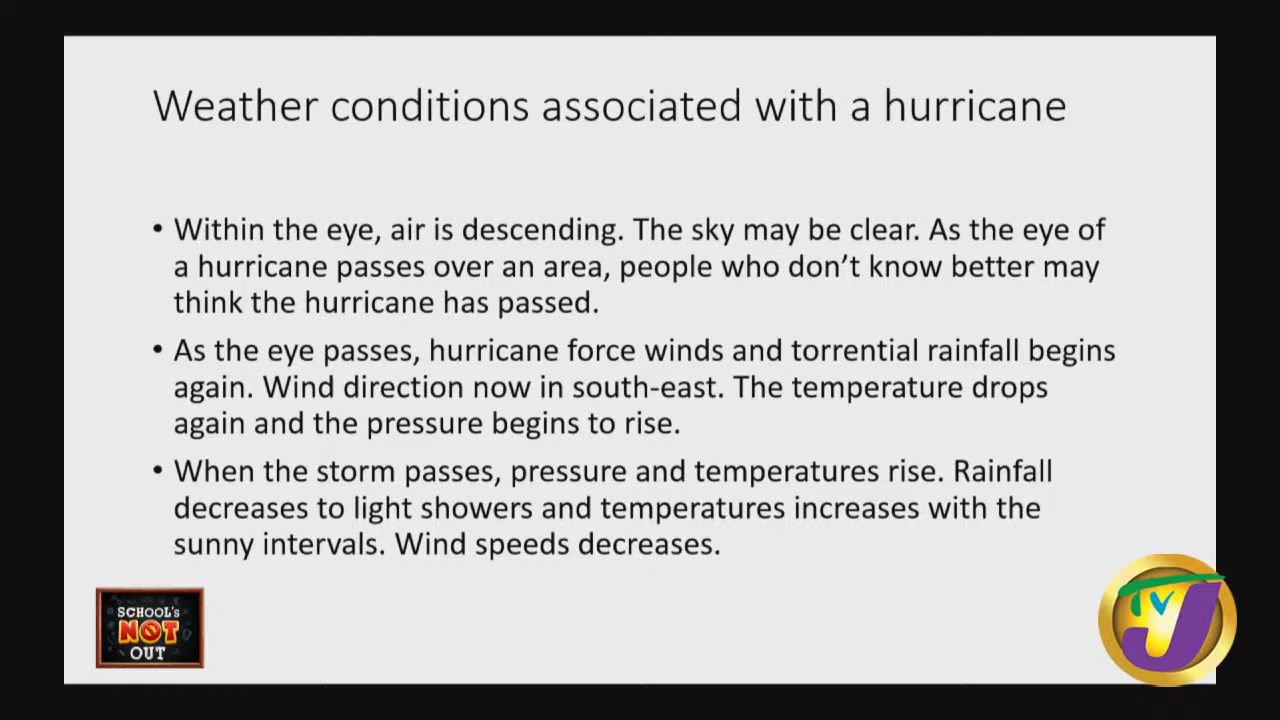 Weather conditions associated with a hurricane
• Within the eye, air is descending. The sky may be clear. As the eye of
a hurricane passes over an area, people who don’t know better may
think the hurricane has passed.
• As the eye passes, hurricane force winds and torrential rainfall begins
again. Wind direction now in south-east. The temperature drops
again and the pressure begins to rise.
• When the storm passes, pressure and temperatures rise. Rainfall
decreases to light showers and temperatures increases with the
sunny intervals. Wind speeds decreases.
SCHOOL's
NOT
OUT
TVJ